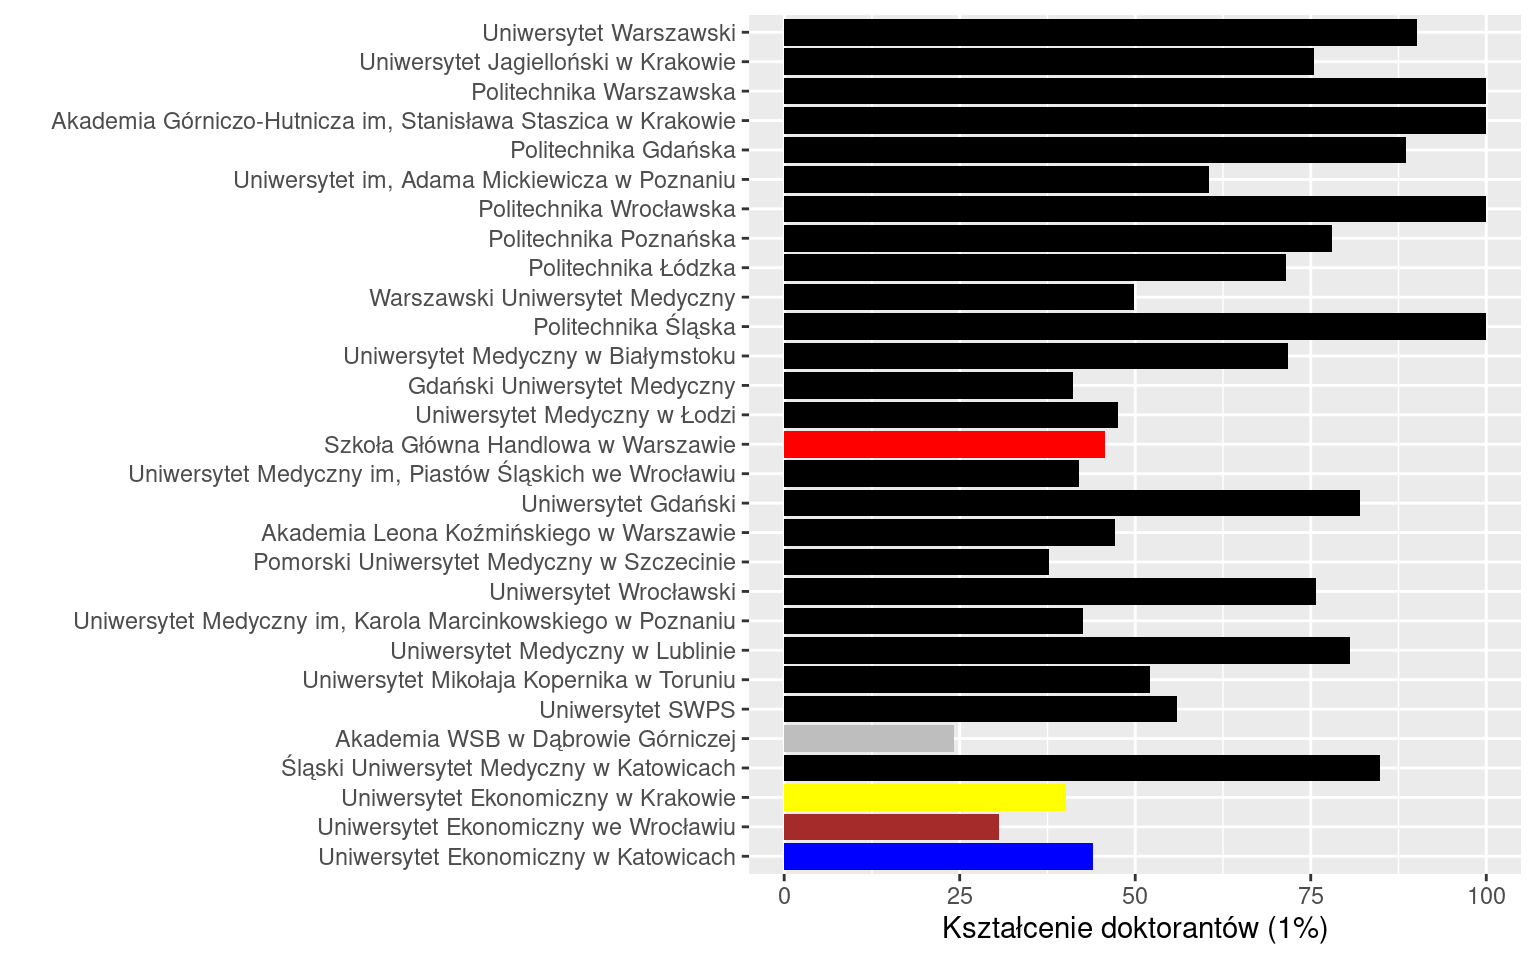 Uniwersytet Warszawski
Uniwersytet Jagielloński w Krakowie
Politechnika Warszawska
Akademia Górniczo-Hutnicza im, Stanisława Staszica w Krakowie
Politechnika Gdańska
Uniwersytet im, Adama Mickiewicza w Poznaniu
Politechnika Wrocławska
Politechnika Poznańska
Politechnika Łódzka
Warszawski Uniwersytet Medyczny
Politechnika Śląska
Uniwersytet Medyczny w Białymstoku
Gdański Uniwersytet Medyczny
Uniwersytet Medyczny w Łodzi
Szkoła Główna Handlowa w Warszawie
Uniwersytet Medyczny im, Piastów Śląskich we Wrocławiu
Uniwersytet Gdański
Akademia Leona Koźmińskiego w Warszawie
Pomorski Uniwersytet Medyczny w Szczecinie
Uniwersytet Wrocławski
Uniwersytet Medyczny im, Karola Marcinkowskiego w Poznaniu
Uniwersytet Medyczny w Lublinie
Uniwersytet Mikołaja Kopernika w Toruniu
Uniwersytet SWPS
Akademia WSB w Dąbrowie Górniczej
Śląski Uniwersytet Medyczny w Katowicach
Uniwersytet Ekonomiczny w Krakowie
Uniwersytet Ekonomiczny we Wrocławiu
Uniwersytet Ekonomiczny w Katowicach
0 25 50 75 100
Kształcenie doktorantów (1%)